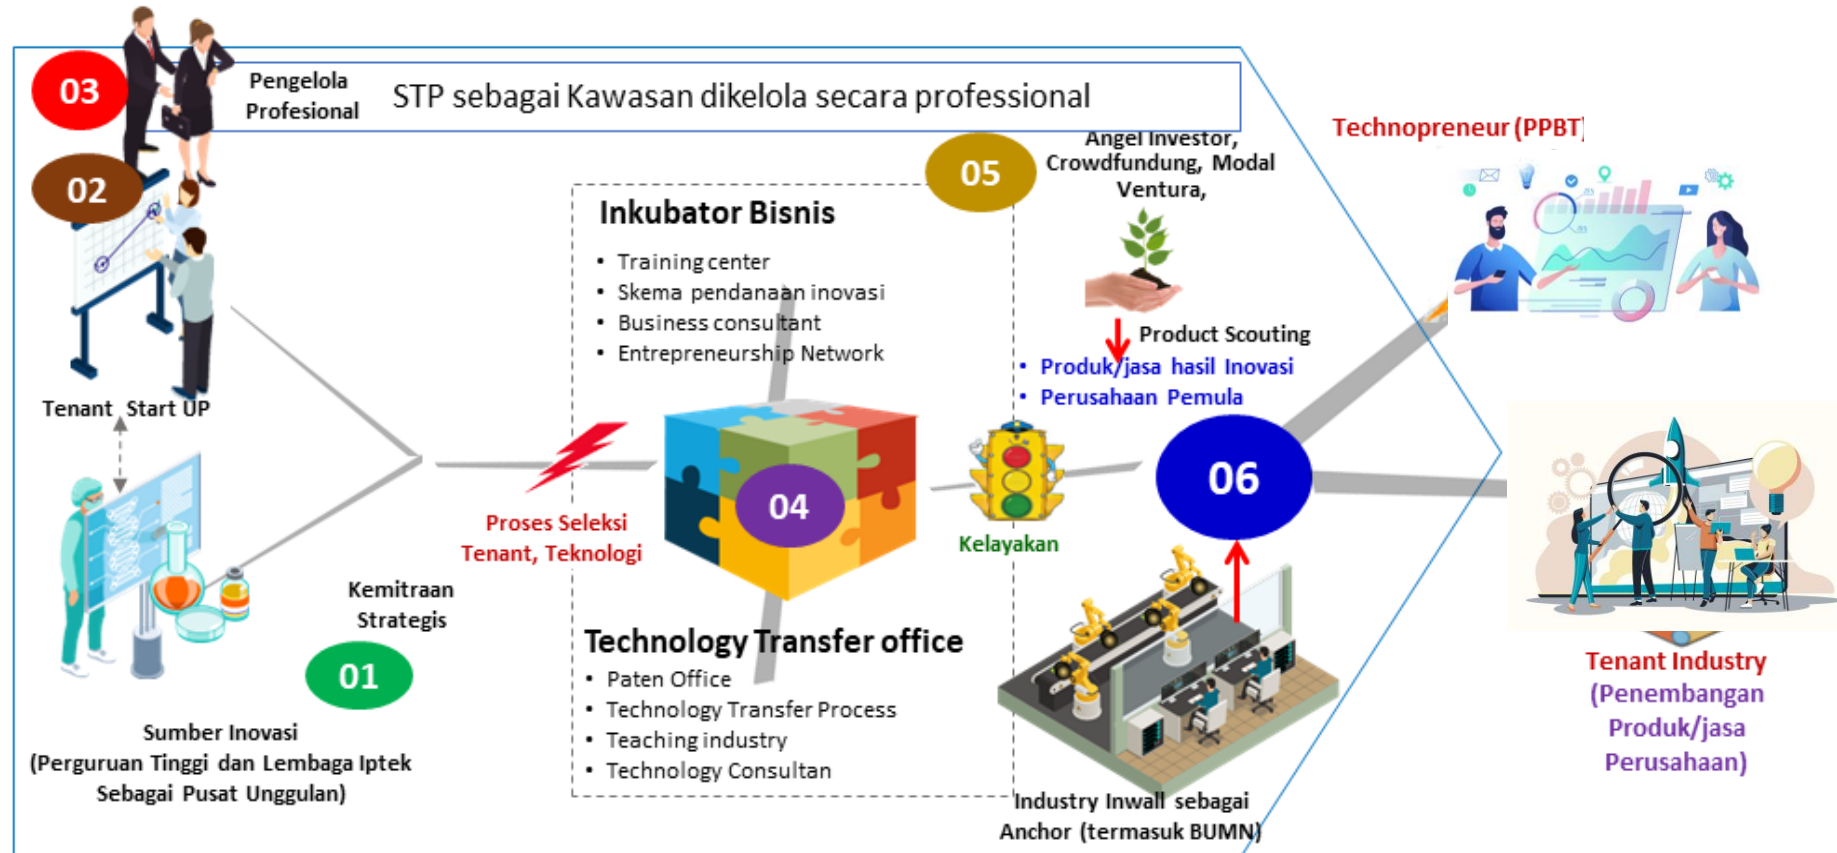 03
Pengelola
Profesional
STP sebagai Kawasan dikelola secara professional
02
Tenant Start UP
Kemitraan
Strategis
01
Sumber Inovasi
(Perguruan Tinggi dan Lembaga Iptek
Sebagai Pusat Unggulan)
Proses Seleksi
Tenant, Teknologi
Inkubator Bisnis
• Training center
• Skema pendanaan inovasi
• Business consultant
• Entrepreneurship Network
04
Technology Transfer office
• Paten Office
• Technology Transfer Process
• Teaching industry
• Technology Consultan
05
Angel Investor,
Crowdfundung, Modal
Ventura,
Product Scouting
• Produk/jasa hasil Inovasi
• Perusahaan Pemula
Kelayakan
06
Industry Inwall sebagai
Anchor (termasuk BUMN)
Technopreneur (PPBT)
Tenant Industry
(Penembangan
Produk/jasa
Perusahaan)